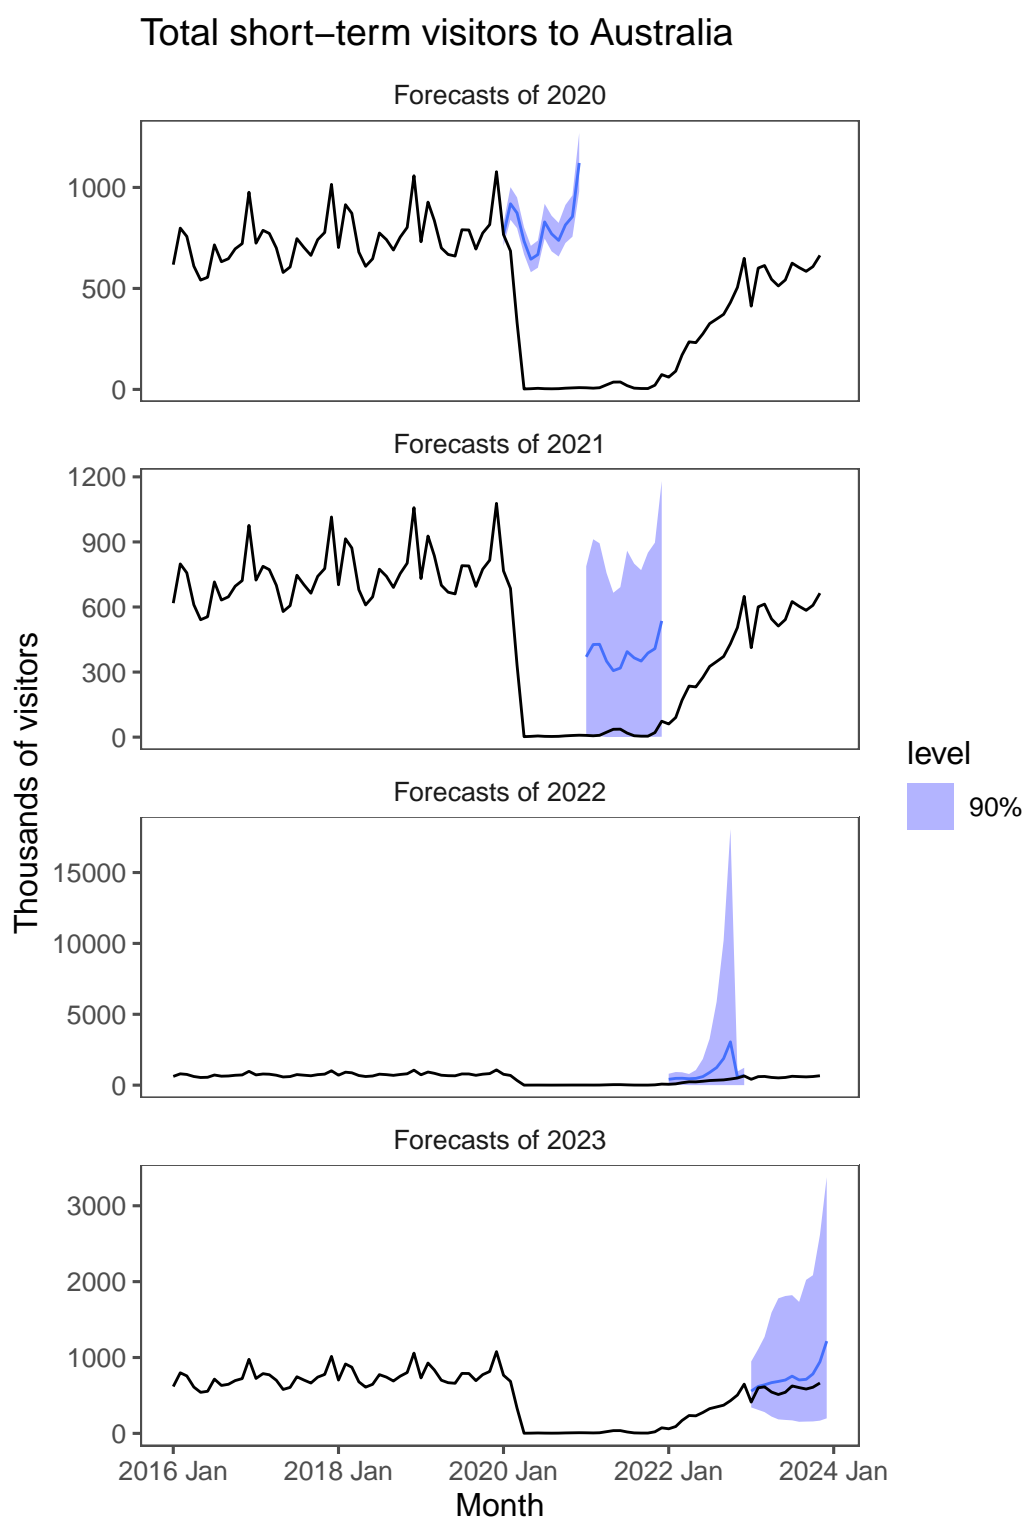 Total short-term visitors to Australia
Forecasts of 2020
1000
500
0
Forecasts of 2021
1200
900
600
300
0
Thousands of visitors
level
90%
Forecasts of 2022
15000
10000
5000
0
Forecasts of 2023
3000
2000
1000
0
2016 Jan 2018 Jan 2020 Jan 2022 Jan 2024 Jan
Month